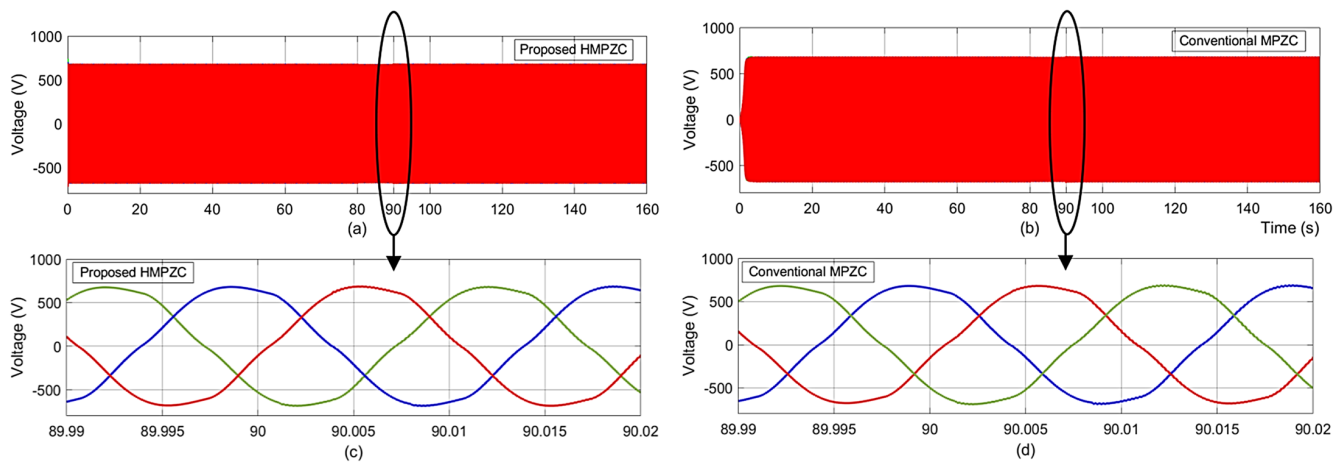 1000
500
0
-500
Voltage (V)
Proposed HMPZC
0 20 40 60 80 90 100 120 140 160
(a)
1000
500
0
-500
Voltage (V)
Conventional MPZC
0 20 40 60 80 90 100 120 140 160
(b)
Time (s)
1000
500
0
-500
Voltage (V)
Proposed HMPZC
89.99 89.995 90 90.005 90.01 90.015 90.02
(c)
1000
500
0
-500
Voltage (V)
Conventional MPZC
89.99 89.995 90 90.005 90.01 90.015 90.02
(d)